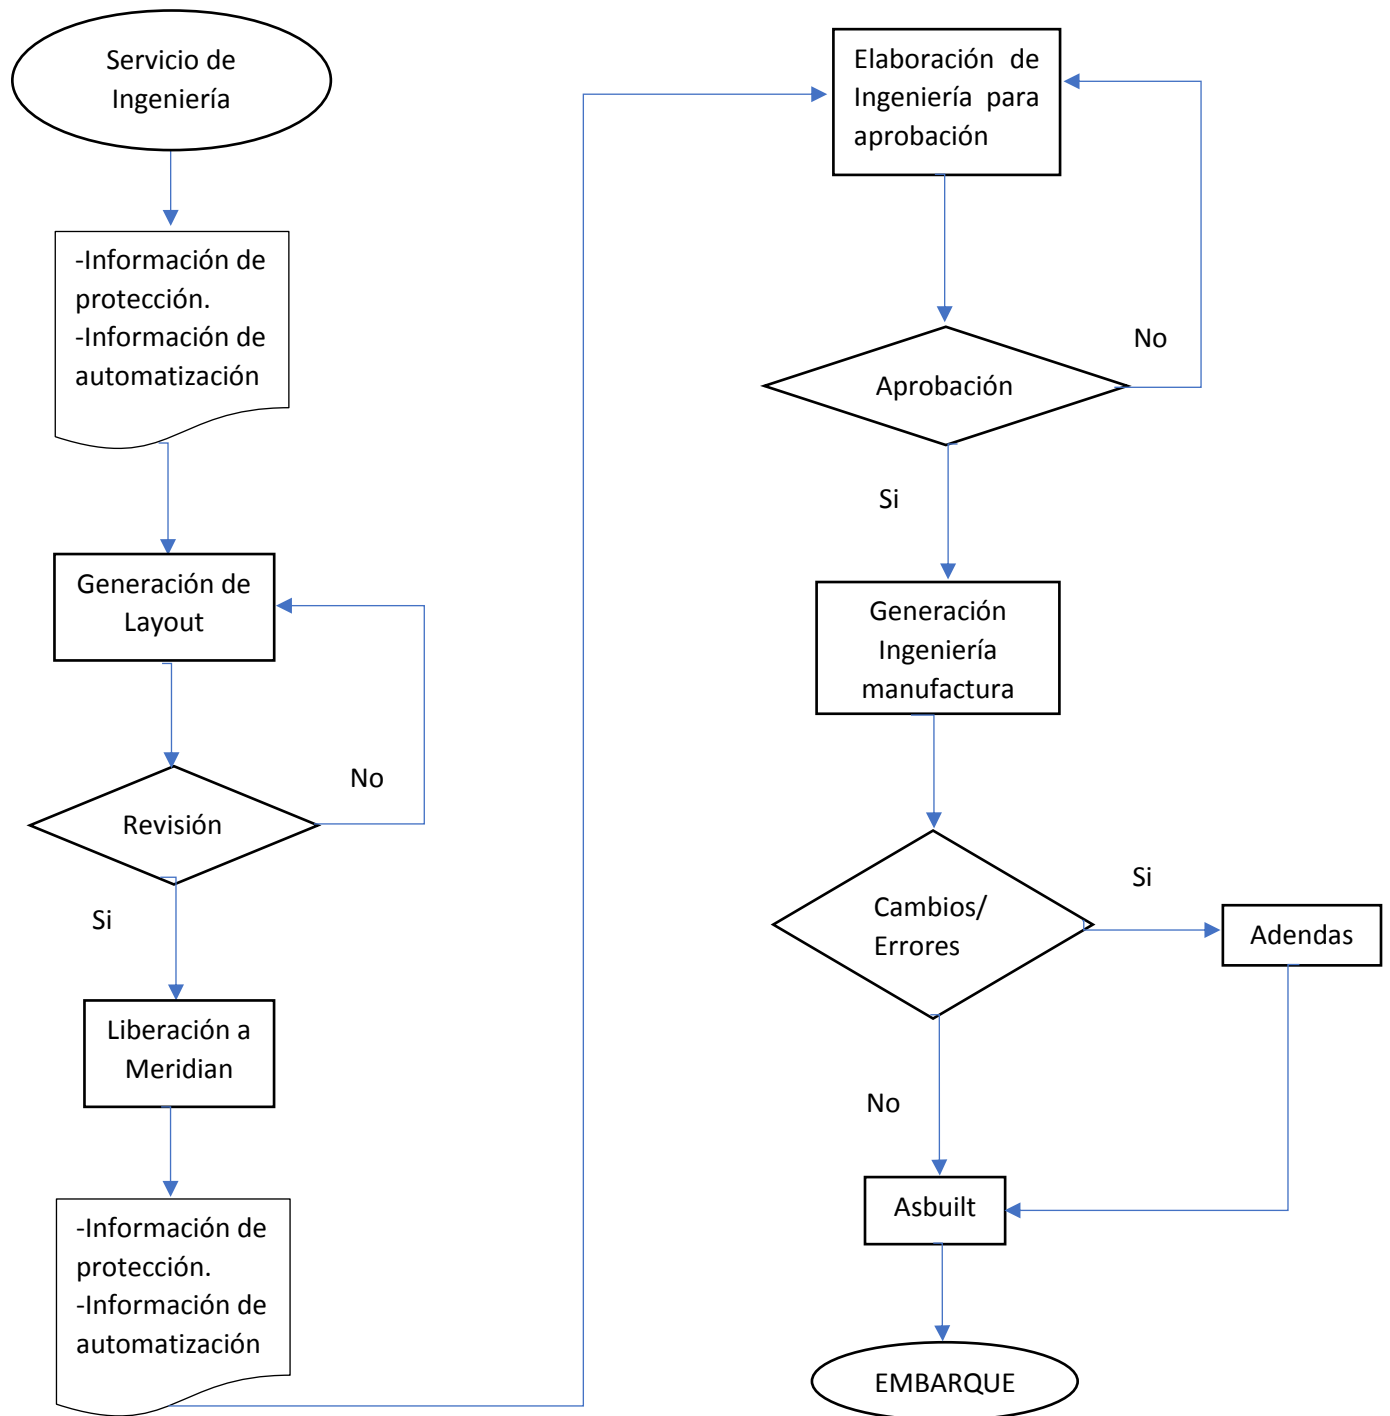 Servicio de
Ingeniería
-Información de
protección.
-Información de
automatización
Generación de
Layout
No
Revisión
Si
Liberación a
Meridian
-Información de
protección.
-Información de
automatización
Elaboración de
Ingeniería para
aprobación
No
Aprobación
Si
Generación
Ingeniería
manufactura
Si
Cambios/
Errores
Adendas
No
Asbuilt
EMBARQUE